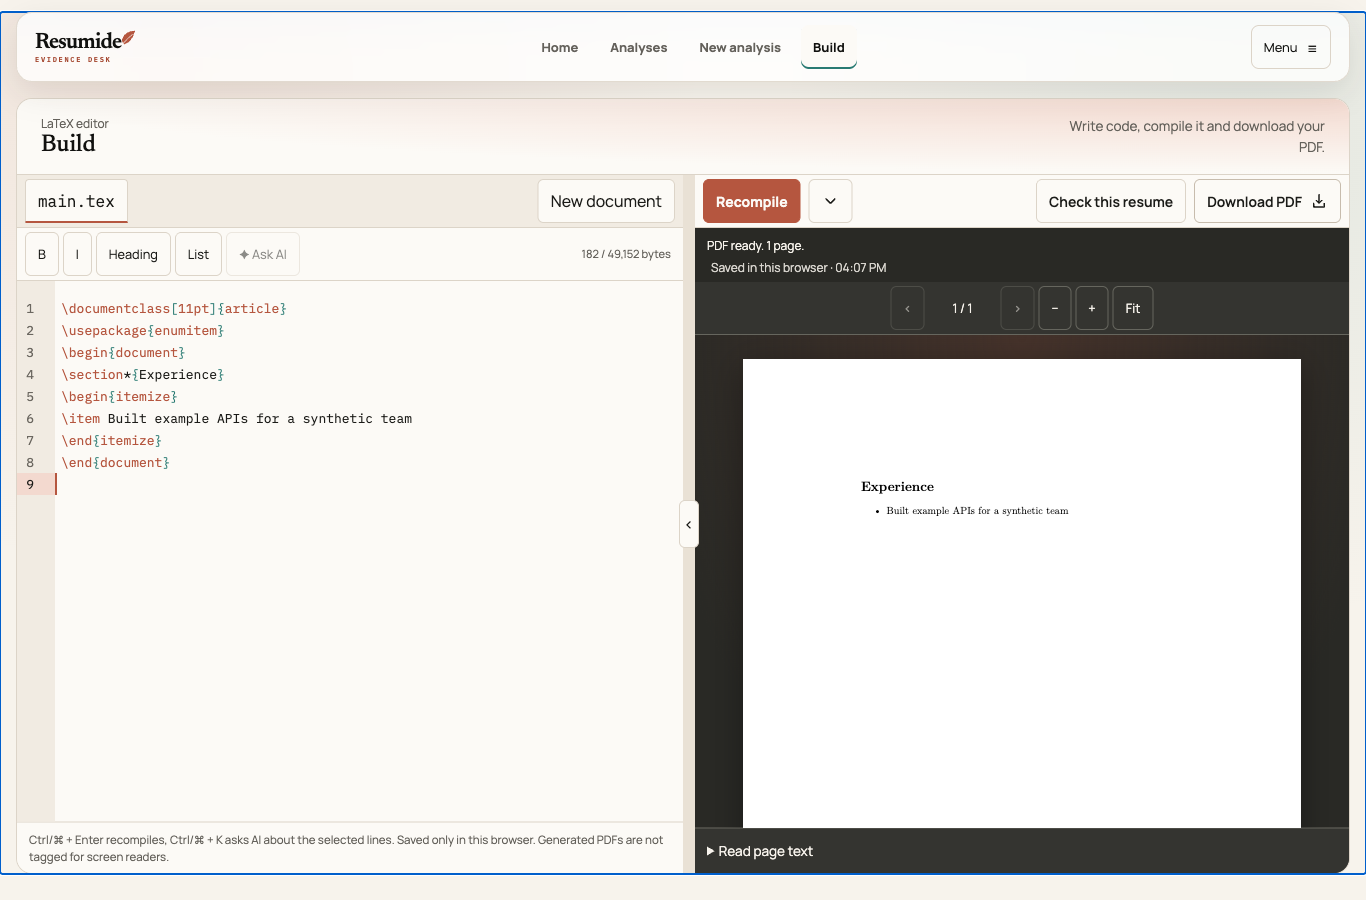 Resumide
EVIDENCE DESK
Home
Analyses
New analysis
Build
Menu ≡
LaTeX editor
Build
Write code, compile it and download your
PDF.
main.tex
New document
Recompile
Check this resume
Download PDF
B
I
Heading
List
✦ Ask AI
182 / 49,152 bytes
PDF ready. 1 page.
Saved in this browser · 04:07 PM
‹
1 / 1
›
−
+
Fit
1 \documentclass[11pt]{article}
2 \usepackage{enumitem}
3 \begin{document}
4 \section*{Experience}
5 \begin{itemize}
6 \item Built example APIs for a synthetic team
7 \end{itemize}
8 \end{document}
9
Experience
• Built example APIs for a synthetic team
Ctrl/⌘ + Enter recompiles, Ctrl/⌘ + K asks AI about the selected lines. Saved only in this browser. Generated PDFs are not
tagged for screen readers.
Read page text